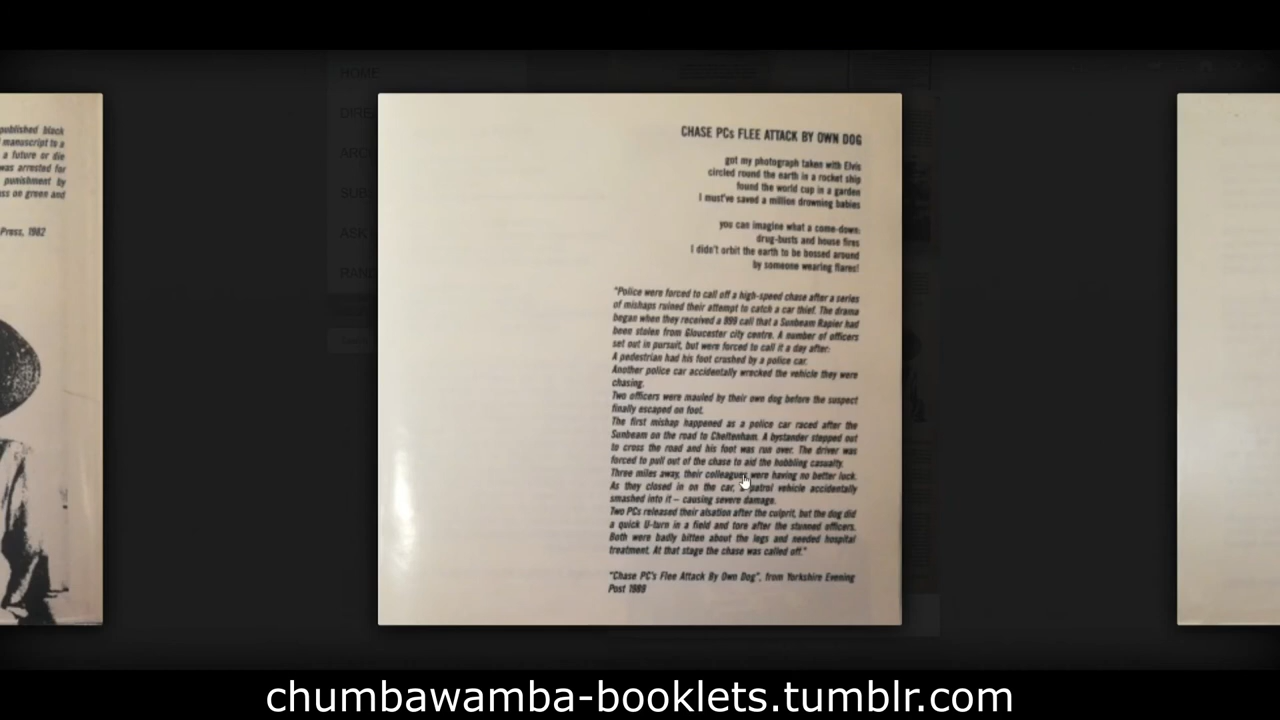 HOME
published black
manuscript to a
a future or die
was arrested for
punishment by
ss on green and
Press, 1982
CHASE PCs FLEE ATTACK BY OWN DOG
got my photograph taken with Elvis
circled round the earth in a rocket ship
found the world cup in a garden
I must've saved a million drowning babies
you can imagine what a come-down:
drug-busts and house fires
I didn't orbit the earth to be bossed around
by someone wearing flares!
"Police were forced to call off a high-speed chase after a series
of mishaps ruined their attempt to catch a car thief. The drama
began when they received a 999 call that a Sunbeam Rapier had
been stolen from Gloucester city centre. A number of officers
set out in pursuit, but were forced to call it a day after:
A pedestrian had his foot crushed by a police car.
Another police car accidentally wrecked the vehicle they were
chasing.
Two officers were mauled by their own dog before the suspect
finally escaped on foot.
The first mishap happened as a police car raced after the
Sunbeam on the road to Cheltenham. A bystander stepped out
to cross the road and his foot was run over. The driver was
forced to pull out of the chase to aid the hobbling casualty.
Three miles away, their colleagues were having no better luck.
As they closed in on the car, a patrol vehicle accidentally
smashed into it – causing severe damage.
Two PCs released their alsation after the culprit, but the dog did
a quick U-turn in a field and tore after the stunned officers.
Both were badly bitten about the legs and needed hospital
treatment. At that stage the chase was called off."
"Chase PC's Flee Attack By Own Dog", from Yorkshire Evening
Post 1989
chumbawamba-booklets.tumblr.com